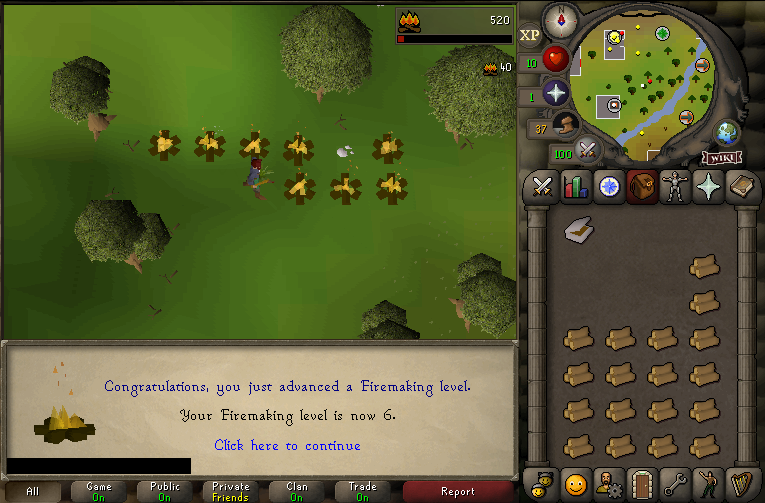 520
XP
40
10
1
37
100
WIKI
Congratulations, you just advanced a Firemaking level.
Your Firemaking level is now 6.
Click here to continue
All
Game
On
Public
On
Private
Friends
Clan
On
Trade
On
Report